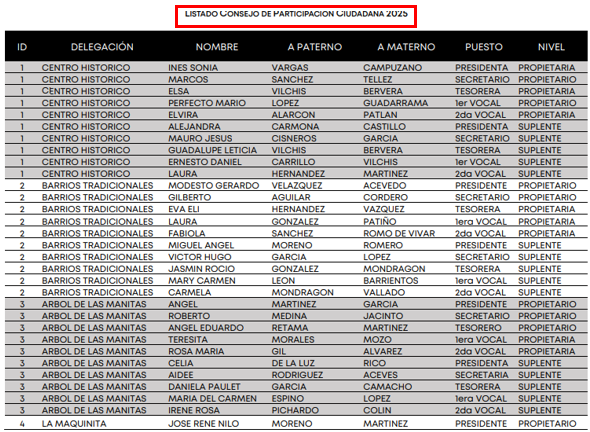 LISTADO CONSEJO DE PARTICIPACION CIUDADANA 2025
ID DELEGACIÓN NOMBRE A PATERNO A MATERNO PUESTO NIVEL
1 CENTRO HISTORICO INES SONIA VARGAS CAMPUZANO PRESIDENTA PROPIETARIA
1 CENTRO HISTORICO MARCOS SANCHEZ TELLEZ SECRETARIO PROPIETARIA
1 CENTRO HISTORICO ELSA VILCHIS BERVERA TESORERA PROPIETARIA
1 CENTRO HISTORICO PERFECTO MARIO LOPEZ GUADARRAMA 1er VOCAL PROPIETARIA
1 CENTRO HISTORICO ELVIRA ALARCON PATLAN 2da VOCAL PROPIETARIA
1 CENTRO HISTORICO ALEJANDRA CARMONA CASTILLO PRESIDENTA SUPLENTE
1 CENTRO HISTORICO MAURO JESUS CISNEROS GARCIA SECRETARIO SUPLENTE
1 CENTRO HISTORICO GUADALUPE LETICIA VILCHIS BERVERA TESORERO SUPLENTE
1 CENTRO HISTORICO ERNESTO DANIEL CARRILLO VILCHIS 1er VOCAL SUPLENTE
1 CENTRO HISTORICO LAURA HERNANDEZ MARTINEZ 2da VOCAL SUPLENTE
2 BARRIOS TRADICIONALES MODESTO GERARDO VELAZQUEZ ACEVEDO PRESIDENTE PROPIETARIO
2 BARRIOS TRADICIONALES GILBERTO AGUILAR CORDERO SECRETARIO PROPIETARIO
2 BARRIOS TRADICIONALES EVA ELI HERNANDEZ VAZQUEZ TESORERA PROPIETARIA
2 BARRIOS TRADICIONALES LAURA GONZALEZ PATIÑO 1era VOCAL PROPIETARIA
2 BARRIOS TRADICIONALES FABIOLA SANCHEZ ROMO DE VIVAR 2da VOCAL PROPIETARIA
2 BARRIOS TRADICIONALES MIGUEL ANGEL MORENO ROMERO PRESIDENTE SUPLENTE
2 BARRIOS TRADICIONALES VICTOR HUGO GARCIA LOPEZ SECRETARIO SUPLENTE
2 BARRIOS TRADICIONALES JASMIN ROCIO GONZALEZ MONDRAGON TESORERA SUPLENTE
2 BARRIOS TRADICIONALES MARY CARMEN LEON BARRIENTOS 1era VOCAL SUPLENTE
2 BARRIOS TRADICIONALES CARMELA MONDRAGON VALLADO 2da VOCAL SUPLENTE
3 ARBOL DE LAS MANITAS ANGEL MARTINEZ GARCIA PRESIDENTE PROPIETARIO
3 ARBOL DE LAS MANITAS ROBERTO MEDINA JACINTO SECRETARIO PROPIETARIO
3 ARBOL DE LAS MANITAS ANGEL EDUARDO RETAMA MARTINEZ TESORERO PROPIETARIO
3 ARBOL DE LAS MANITAS TERESITA MORALES MOZO 1era VOCAL PROPIETARIA
3 ARBOL DE LAS MANITAS ROSA MARIA GIL ALVAREZ 2da VOCAL PROPIETARIA
3 ARBOL DE LAS MANITAS CELIA DE LA LUZ RICO PRESIDENTA SUPLENTE
3 ARBOL DE LAS MANITAS AIDEE RODRIGUEZ ACEVES SECRETARIA SUPLENTE
3 ARBOL DE LAS MANITAS DANIELA PAULET GARCIA CAMACHO TESORERA SUPLENTE
3 ARBOL DE LAS MANITAS MARIA DEL CARMEN ESPINO LOPEZ 1era VOCAL SUPLENTE
3 ARBOL DE LAS MANITAS IRENE ROSA PICHARDO COLIN 2da VOCAL SUPLENTE
4 LA MAQUINITA JOSE RENE NILO MORENO MARTINEZ PRESIDENTE PROPIETARIO